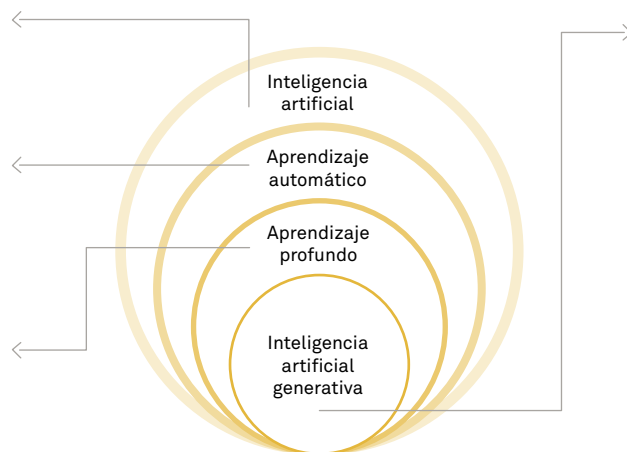 Inteligencia
artificial
Aprendizaje
automático
Aprendizaje
profundo
Inteligencia
artificial
generativa